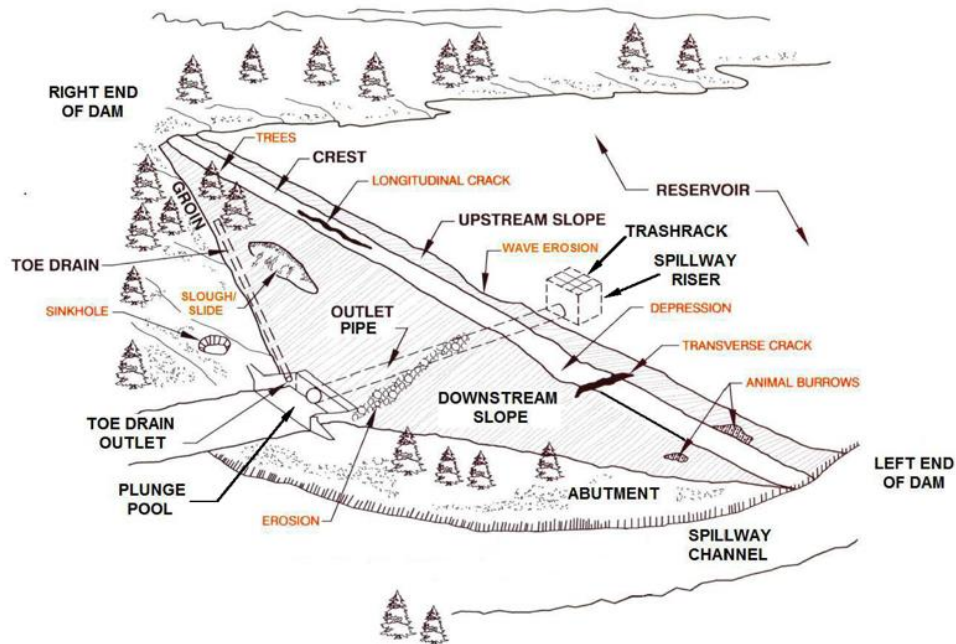 RIGHT END
OF DAM
TREES
CREST
LONGITUDINAL CRACK
RESERVOIR
GROIN
UPSTREAM SLOPE
TRASHRACK
WAVE EROSION
SPILLWAY
RISER
TOE DRAIN
SLOUGH/
SLIDE
SINKHOLE
OUTLET
PIPE
DEPRESSION
TRANSVERSE CRACK
ANIMAL BURROWS
DOWNSTREAM
SLOPE
TOE DRAIN
OUTLET
LEFT END
OF DAM
PLUNGE
POOL
ABUTMENT
EROSION
SPILLWAY
CHANNEL